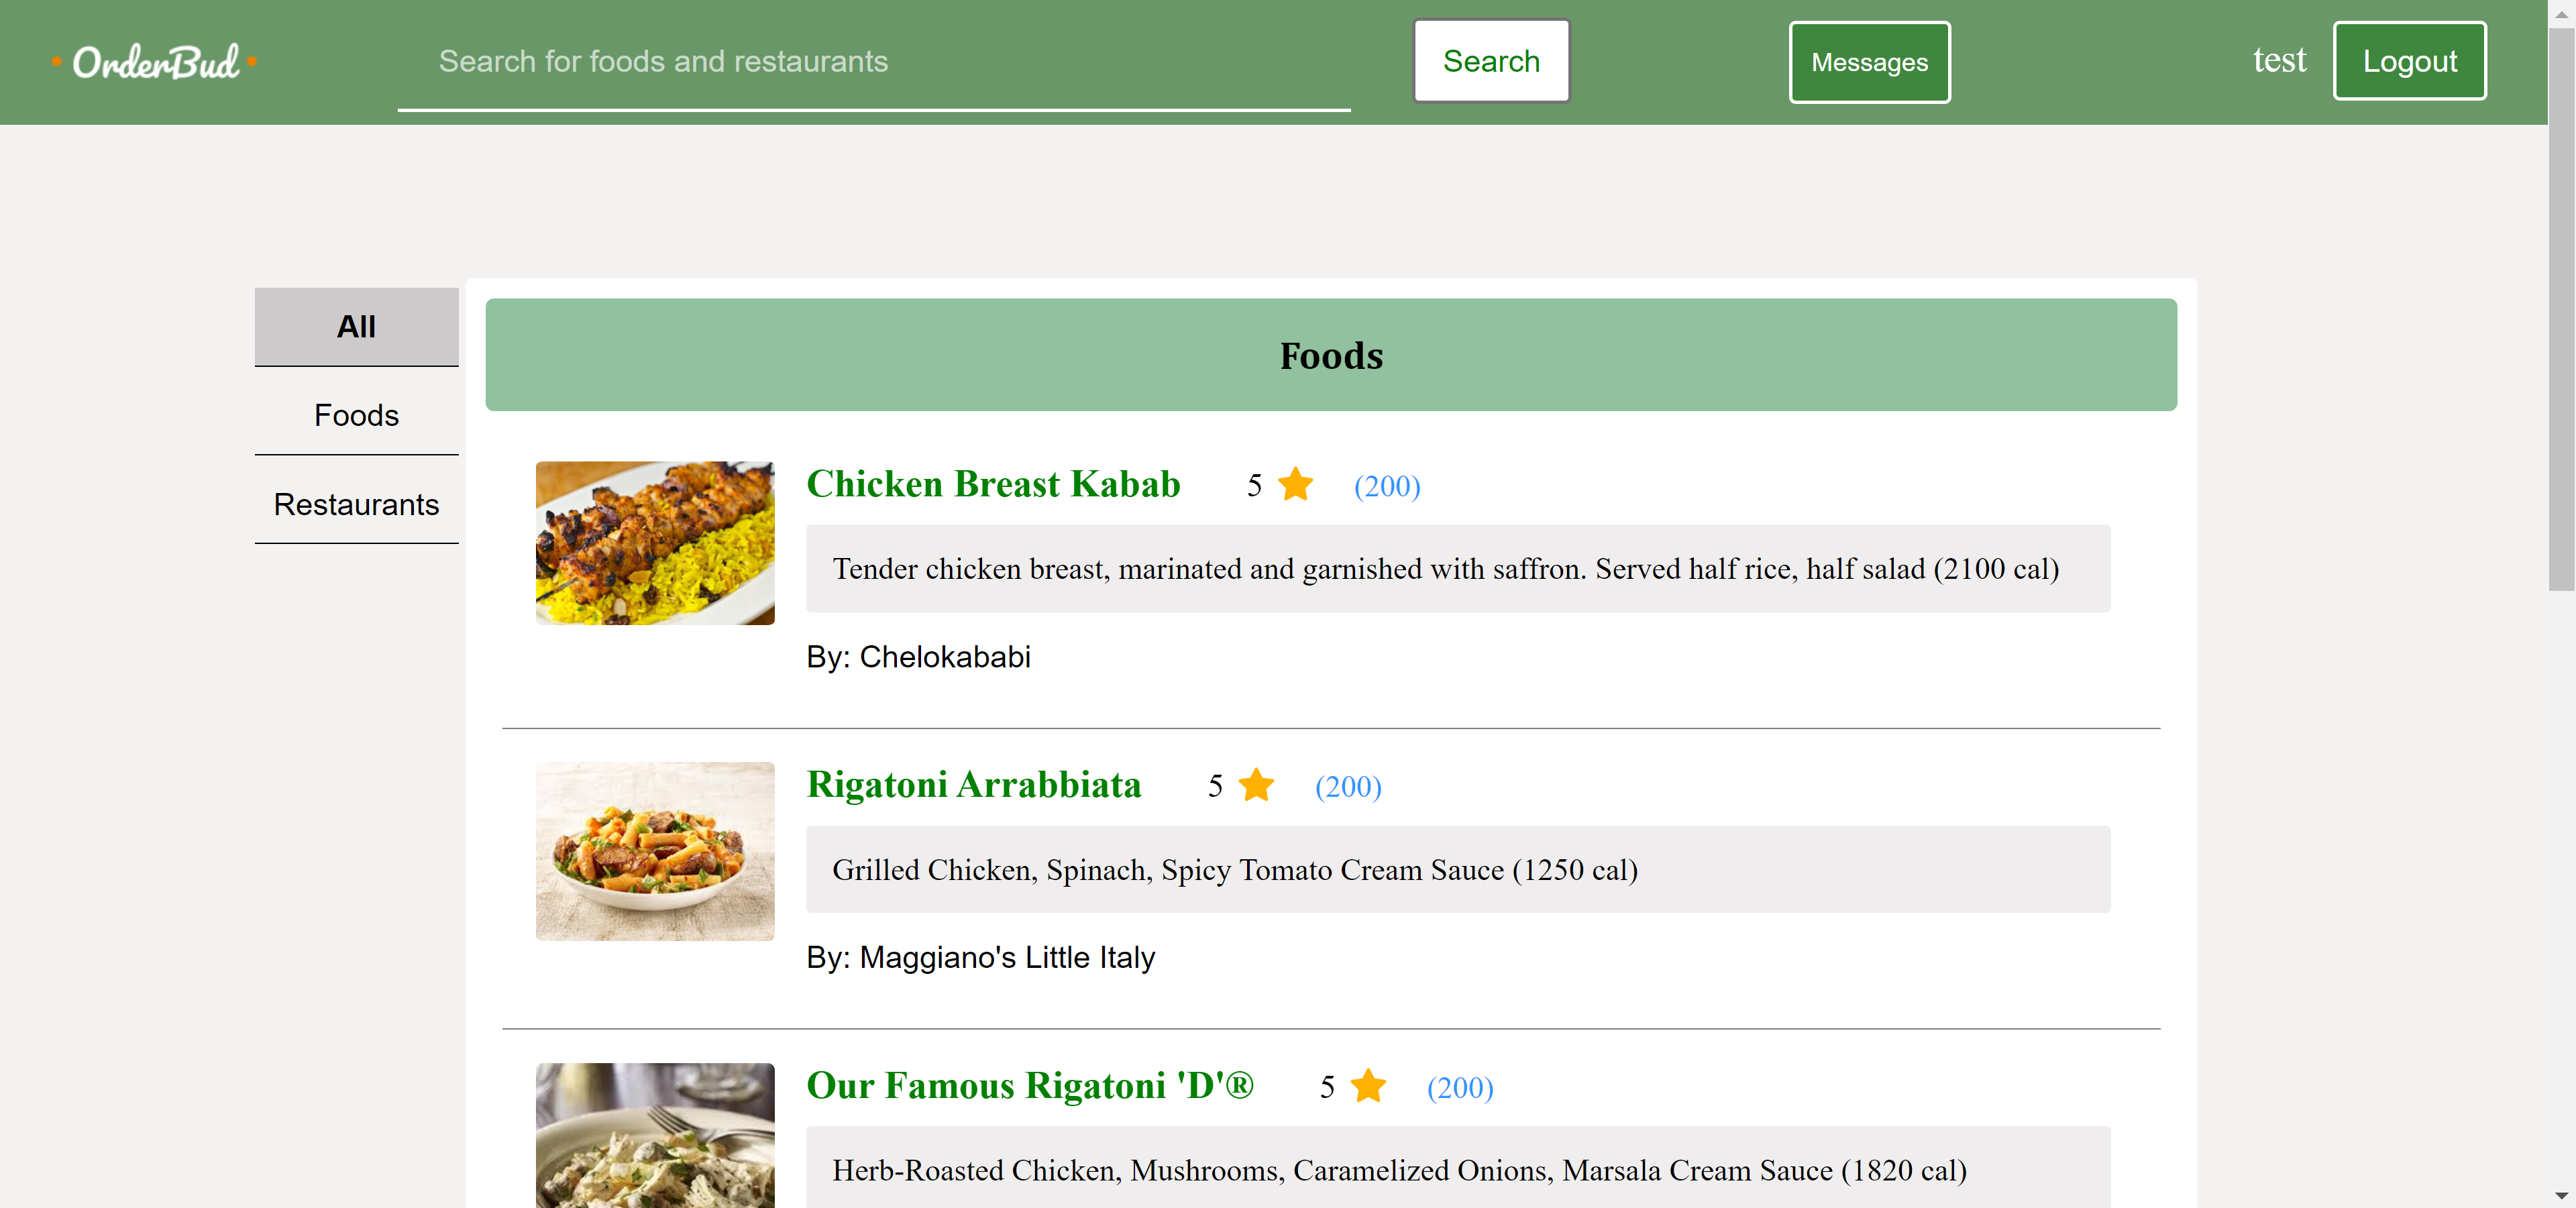 OrderBud
Search for foods and restaurants
Search
Messages
test
Logout
All
Foods
Restaurants
Foods
Chicken Breast Kabab 5 (200)
Tender chicken breast, marinated and garnished with saffron. Served half rice, half salad (2100 cal)
By: Chelokababi
Rigatoni Arrabbiata 5 (200)
Grilled Chicken, Spinach, Spicy Tomato Cream Sauce (1250 cal)
By: Maggiano's Little Italy
Our Famous Rigatoni 'D'® 5 (200)
Herb-Roasted Chicken, Mushrooms, Caramelized Onions, Marsala Cream Sauce (1820 cal)